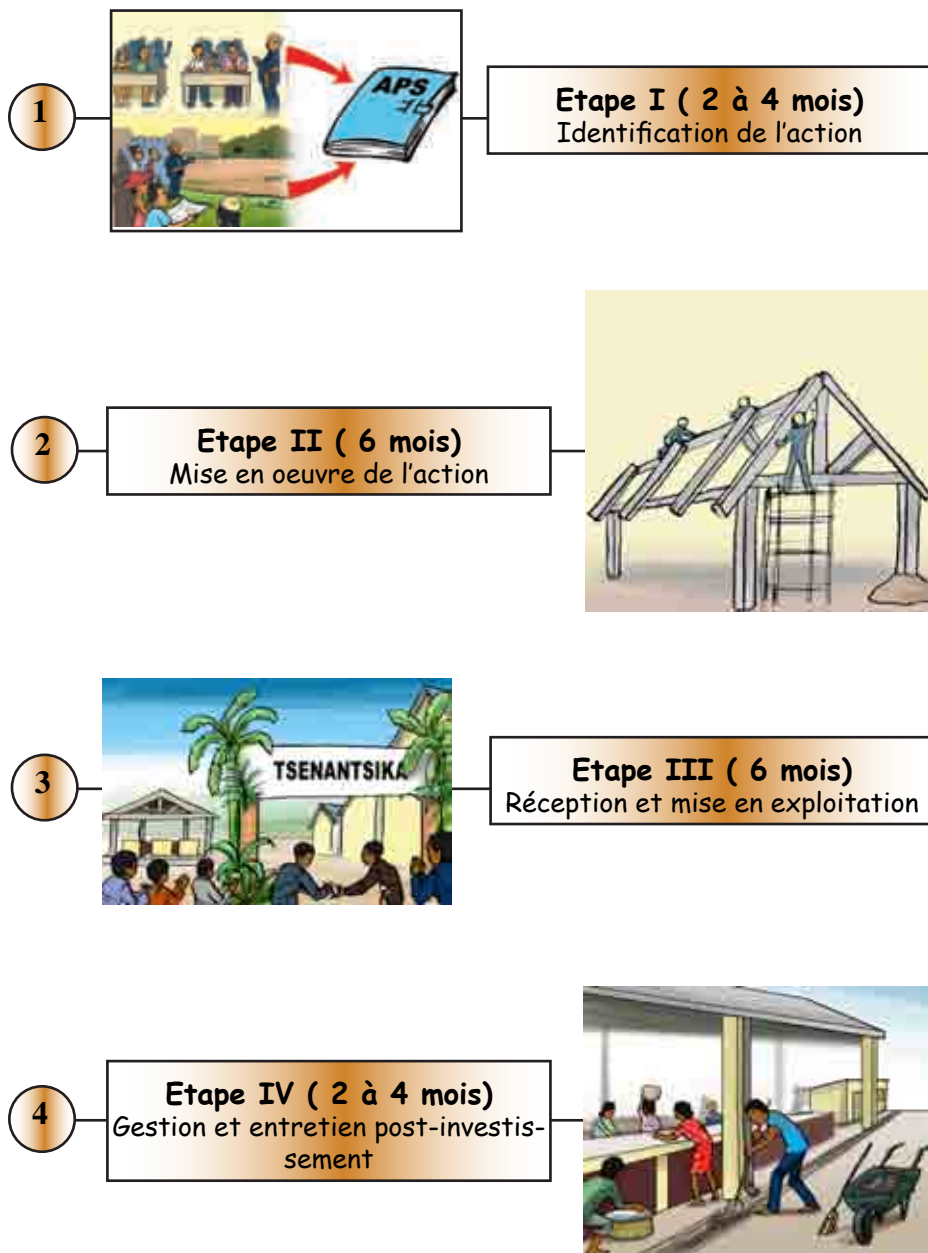 1
APS
Etape I ( 2 à 4 mois)
Identification de l'action
2
Etape II ( 6 mois)
Mise en oeuvre de l'action
3
TSENANTSIKA
Etape III ( 6 mois)
Réception et mise en exploitation
4
Etape IV ( 2 à 4 mois)
Gestion et entretien post-investis-
sement